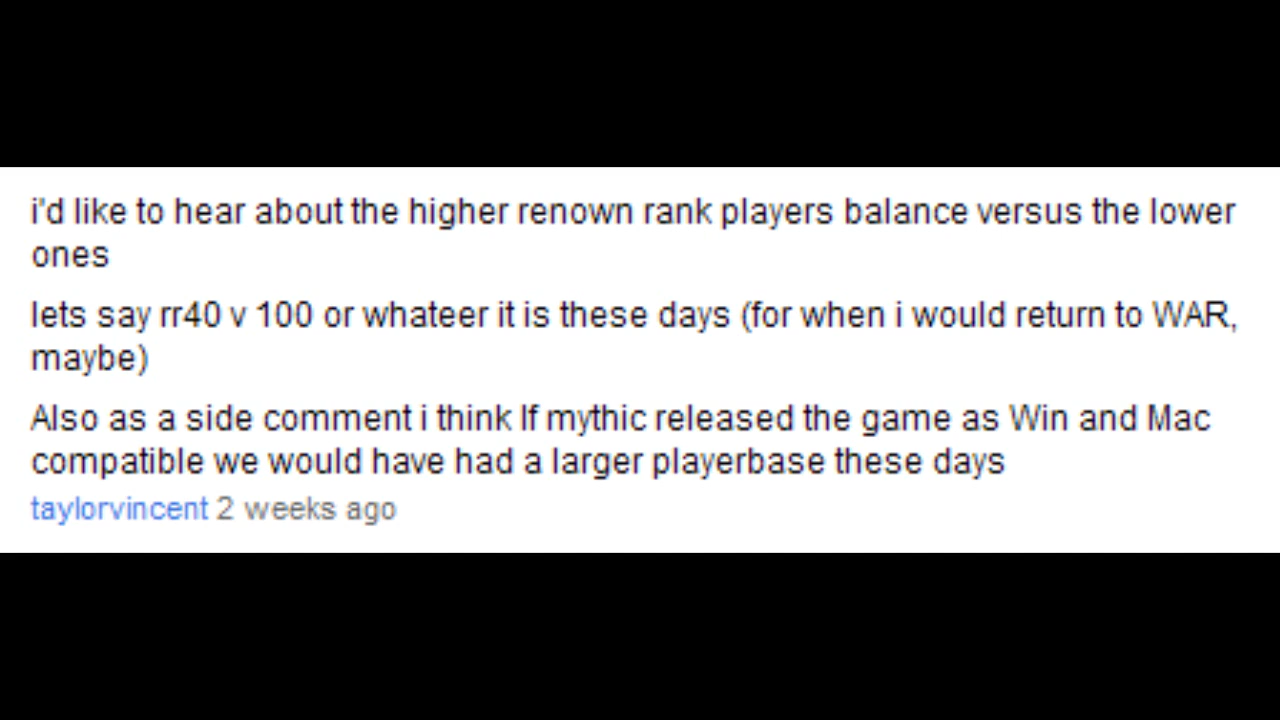 i'd like to hear about the higher renown rank players balance versus the lower
ones
lets say rr40 v 100 or whateer it is these days (for when i would return to WAR,
maybe)
Also as a side comment i think If mythic released the game as Win and Mac
compatible we would have had a larger playerbase these days
taylorvincent 2 weeks ago